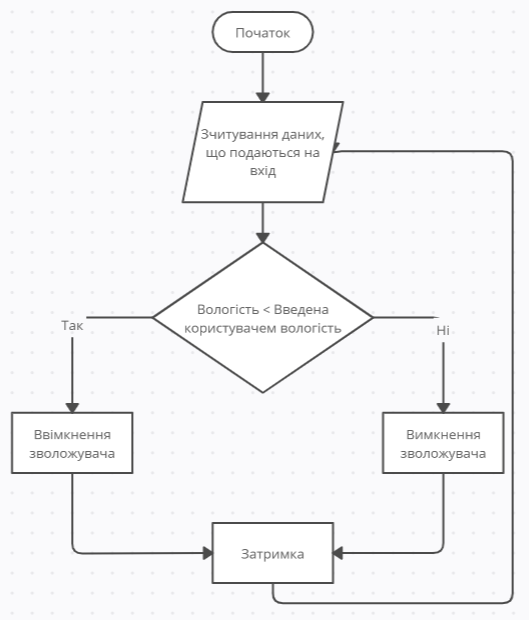 Початок
Зчитування даних,
що подаються на
вхід
Вологість < Введена
користувачем вологість
Так
Ні
Ввімкнення
зволожувача
Вимкнення
зволожувача
Затримка